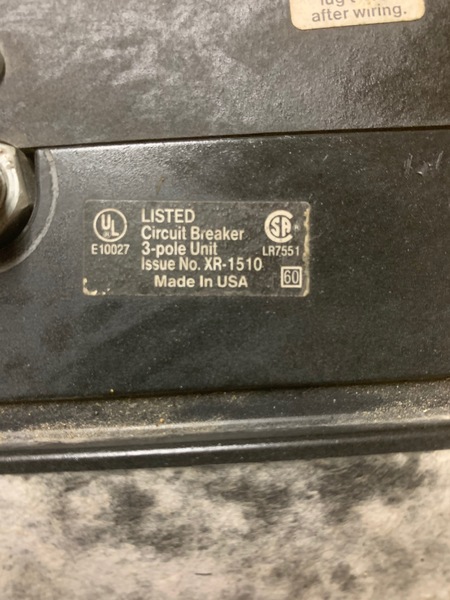 after wiring.
UL
LISTED
Circuit Breaker
3-pole Unit
Issue No. XR-1510
Made In USA
E10027
SA
LR7551
60